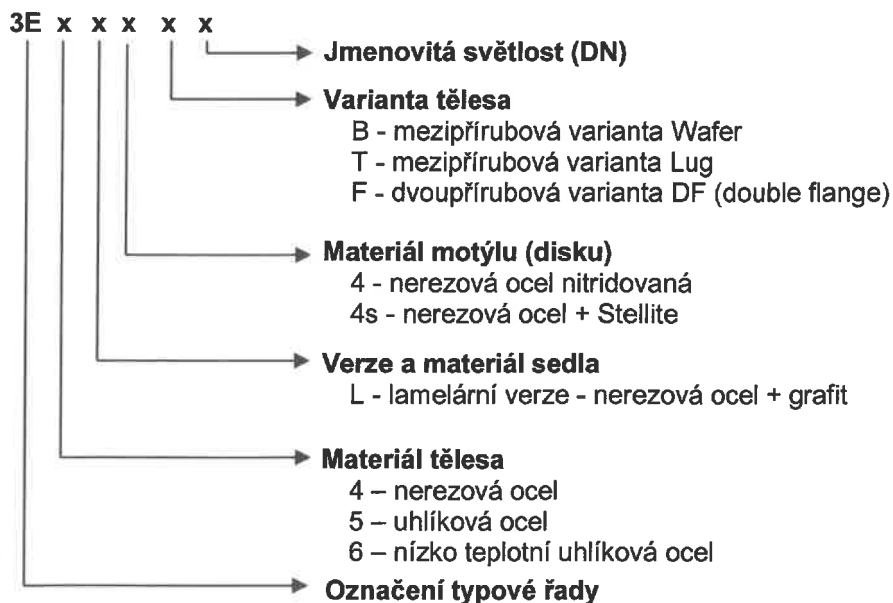 3E x x x x x
Jmenovitá světlost (DN)
Varianta tělesa
B - mezipřírubová varianta Wafer
T - mezipřírubová varianta Lug
F - dvoupřírubová varianta DF (double flange)
Materiál motýlu (disku)
4 - nerezová ocel nitridovaná
4s - nerezová ocel + Stellite
Verze a materiál sedla
L - lamelární verze - nerezová ocel + grafit
Materiál tělesa
4 – nerezová ocel
5 – uhlíková ocel
6 – nízko teplotní uhlíková ocel
Označení typové řady